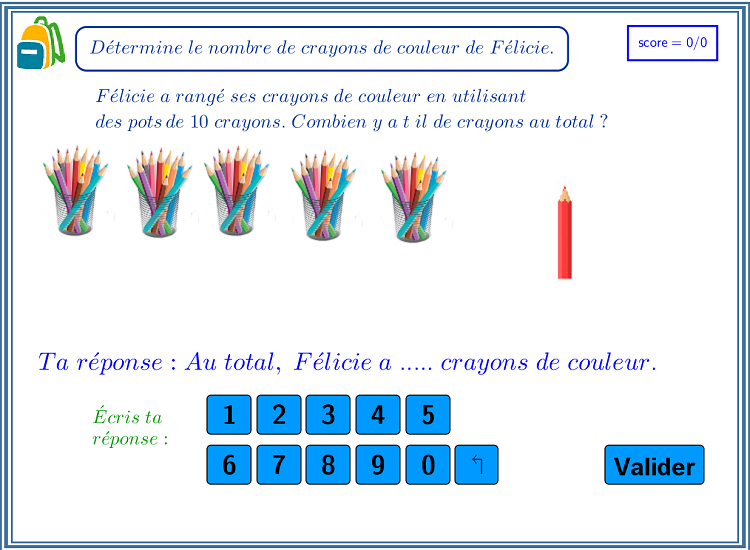 Détermine le nombre de crayons de couleur de Félicie.
score = 0/0
Félicie a rangé ses crayons de couleur en utilisant
des pots de 10 crayons. Combien y a t il de crayons au total ?
Ta réponse : Au total, Félicie a ..... crayons de couleur.
Écris ta
réponse :
1 2 3 4 5
6 7 8 9 0 ↰
Valider